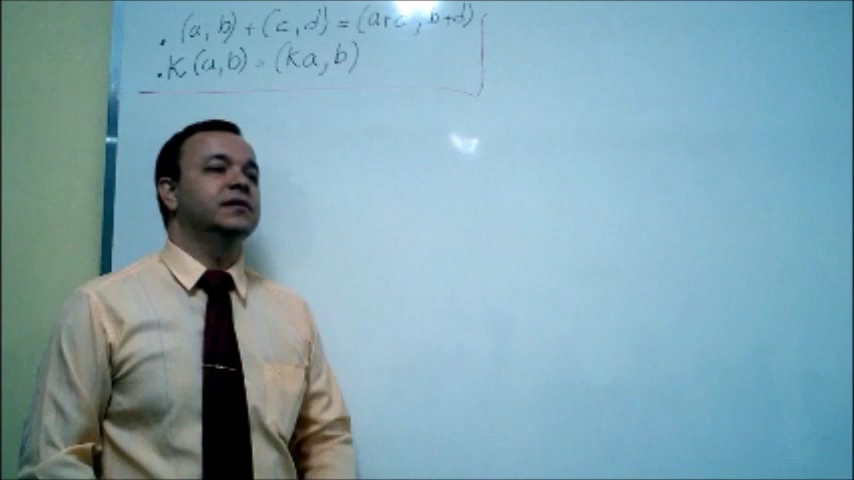 . (a, b) + (c, d) = (a+c, b+d)
. K (a, b) = (Ka, b)